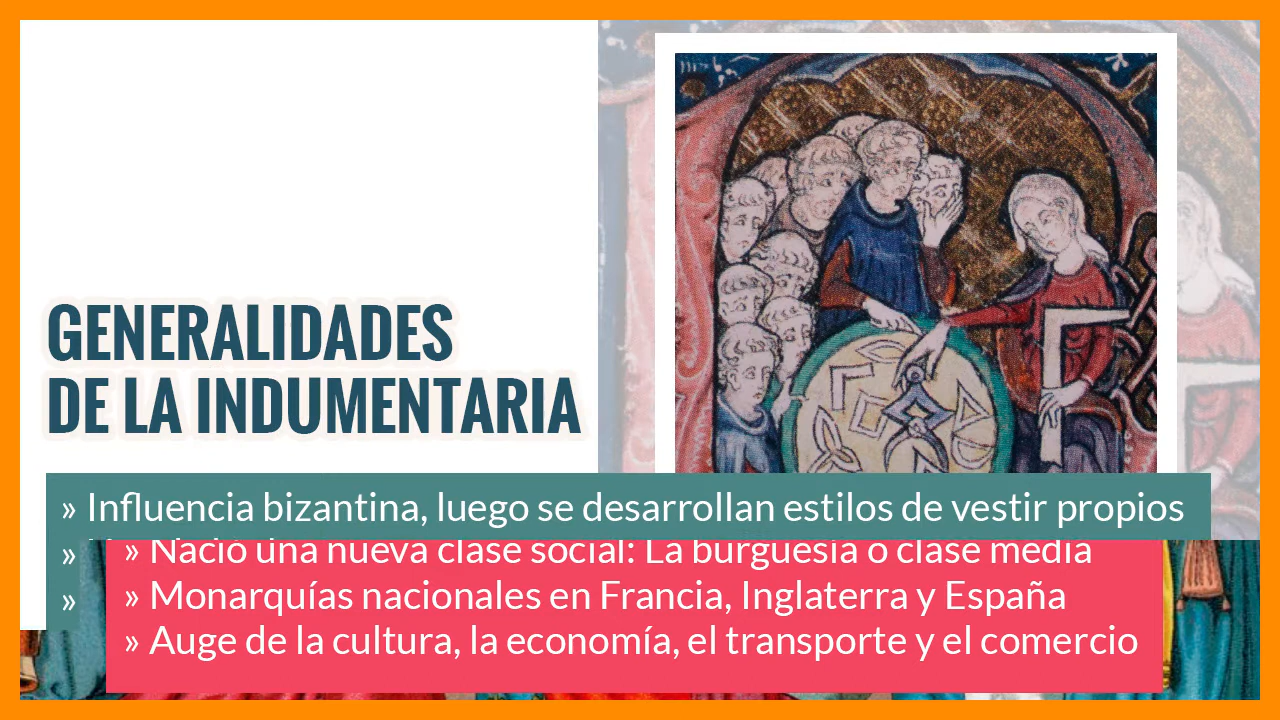 GENERALIDADES
DE LA INDUMENTARIA
» Influencia bizantina, luego se desarrollan estilos de vestir propios
»
» Nació una nueva clase social: La burguesía o clase media
»
» Monarquías nacionales en Francia, Inglaterra y España
» Auge de la cultura, la economía, el transporte y el comercio